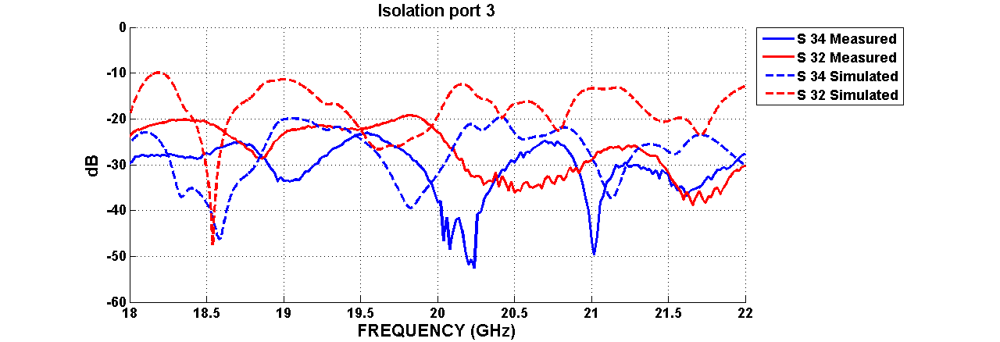 Isolation port 3
0
-10
-20
-30
-40
-50
-60
dB
18
18.5
19
19.5
20
20.5
21
21.5
22
FREQUENCY (GHz)
S 34 Measured
S 32 Measured
S 34 Simulated
S 32 Simulated